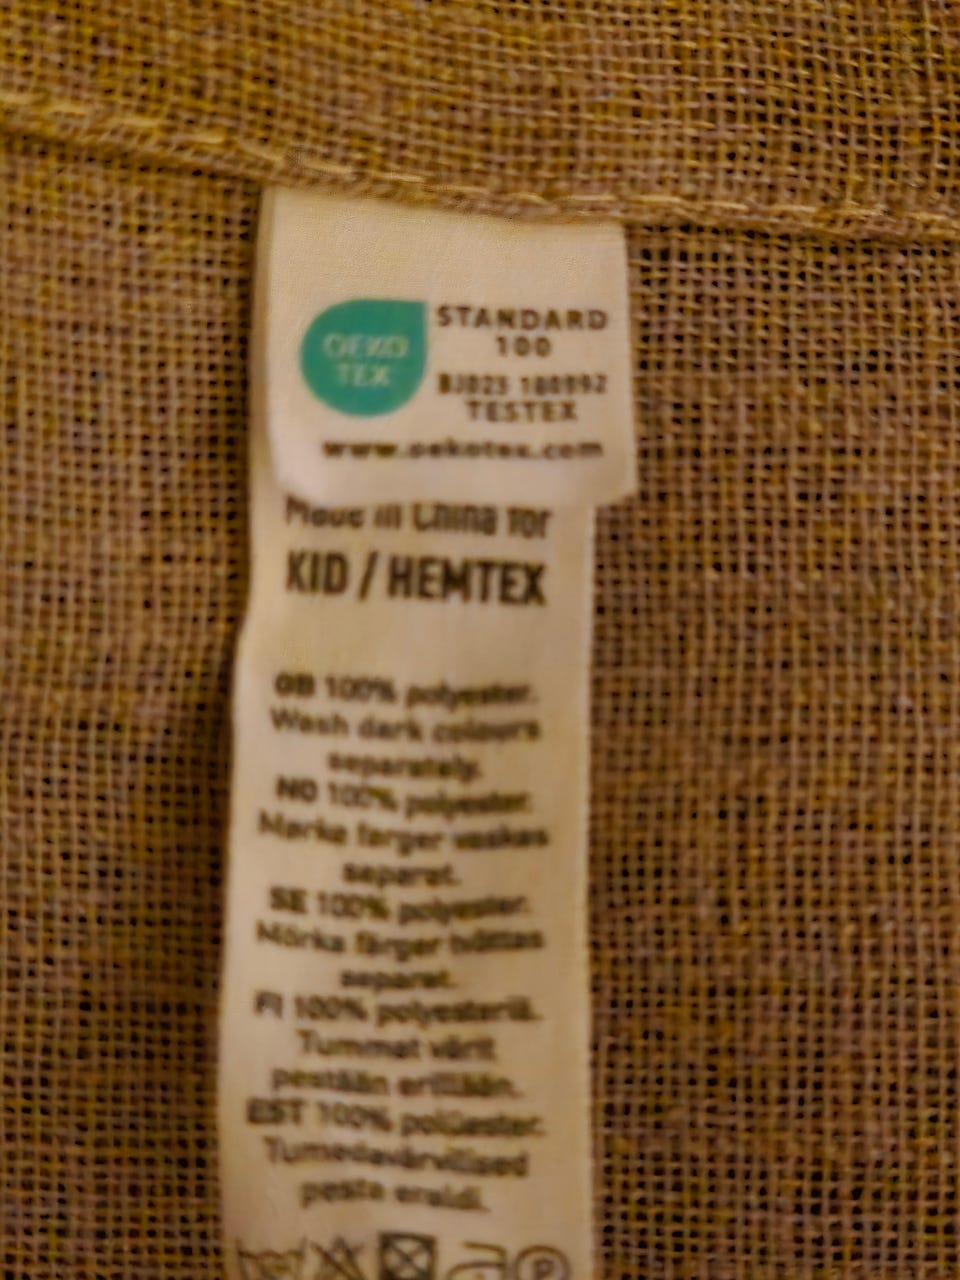 OEKO
TEX
STANDARD
100
TESTEX
www.oekotex.com
Made in China for
KID / HEMTEX
GB 100% polyester.
Wash dark colours
separately.
NO 100% polyester.
Mørke farger vaskes
separat.
SE 100% polyester.
Mörka färger tvättas
separat.
FI 100% polyesteriä.
Tummat värit
pestään erillään.
EST 100% polüester.
Tumedavärvilised
pesta eraldi.
P